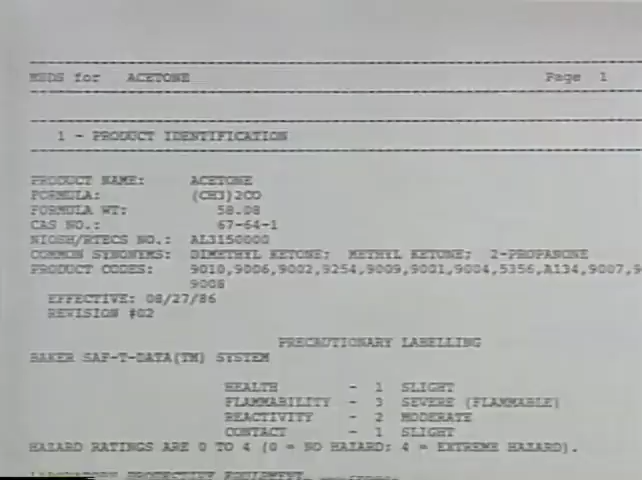 MSDS for ACETONE Page 1
1 - PRODUCT IDENTIFICATION
PRODUCT NAME: ACETONE
FORMULA: (CH3)2CO
FORMULA WT: 58.08
CAS NO.: 67-64-1
NIOSH/RTECS NO.: AL3150000
COMMON SYNONYMS: DIMETHYL KETONE; METHYL KETONE; 2-PROPANONE
PRODUCT CODES: 9010,9006,9002,9254,9009,9001,9004,5356,A134,9007,9
9008
EFFECTIVE: 08/27/86
REVISION #02
PRECAUTIONARY LABELLING
BAKER SAF-T-DATA(TM) SYSTEM
HEALTH - 1 SLIGHT
FLAMMABILITY - 3 SEVERE (FLAMMABLE)
REACTIVITY - 2 MODERATE
CONTACT - 1 SLIGHT
HAZARD RATINGS ARE 0 TO 4 (0 = NO HAZARD; 4 = EXTREME HAZARD).
LABORATORY PROTECTIVE EQUIPMENT